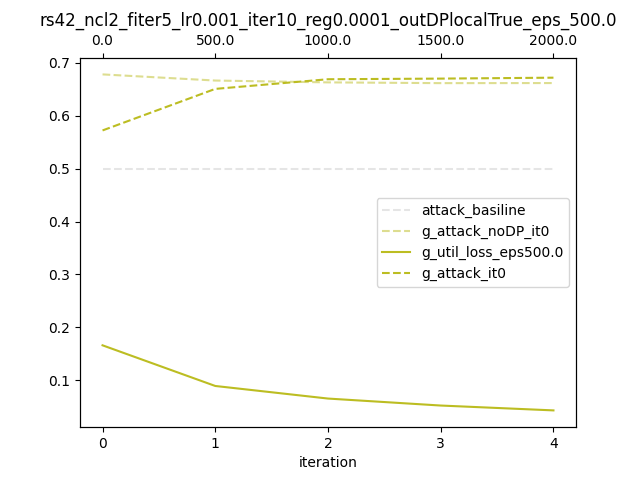 rs42_ncl2_fiter5_lr0.001_iter10_reg0.0001_outDPlocalTrue_eps_500.0
0.0 500.0 1000.0 1500.0 2000.0
0.7
0.6
0.5
0.4
0.3
0.2
0.1
attack_basiline
g_attack_noDP_it0
g_util_loss_eps500.0
g_attack_it0
0 1 2 3 4
iteration